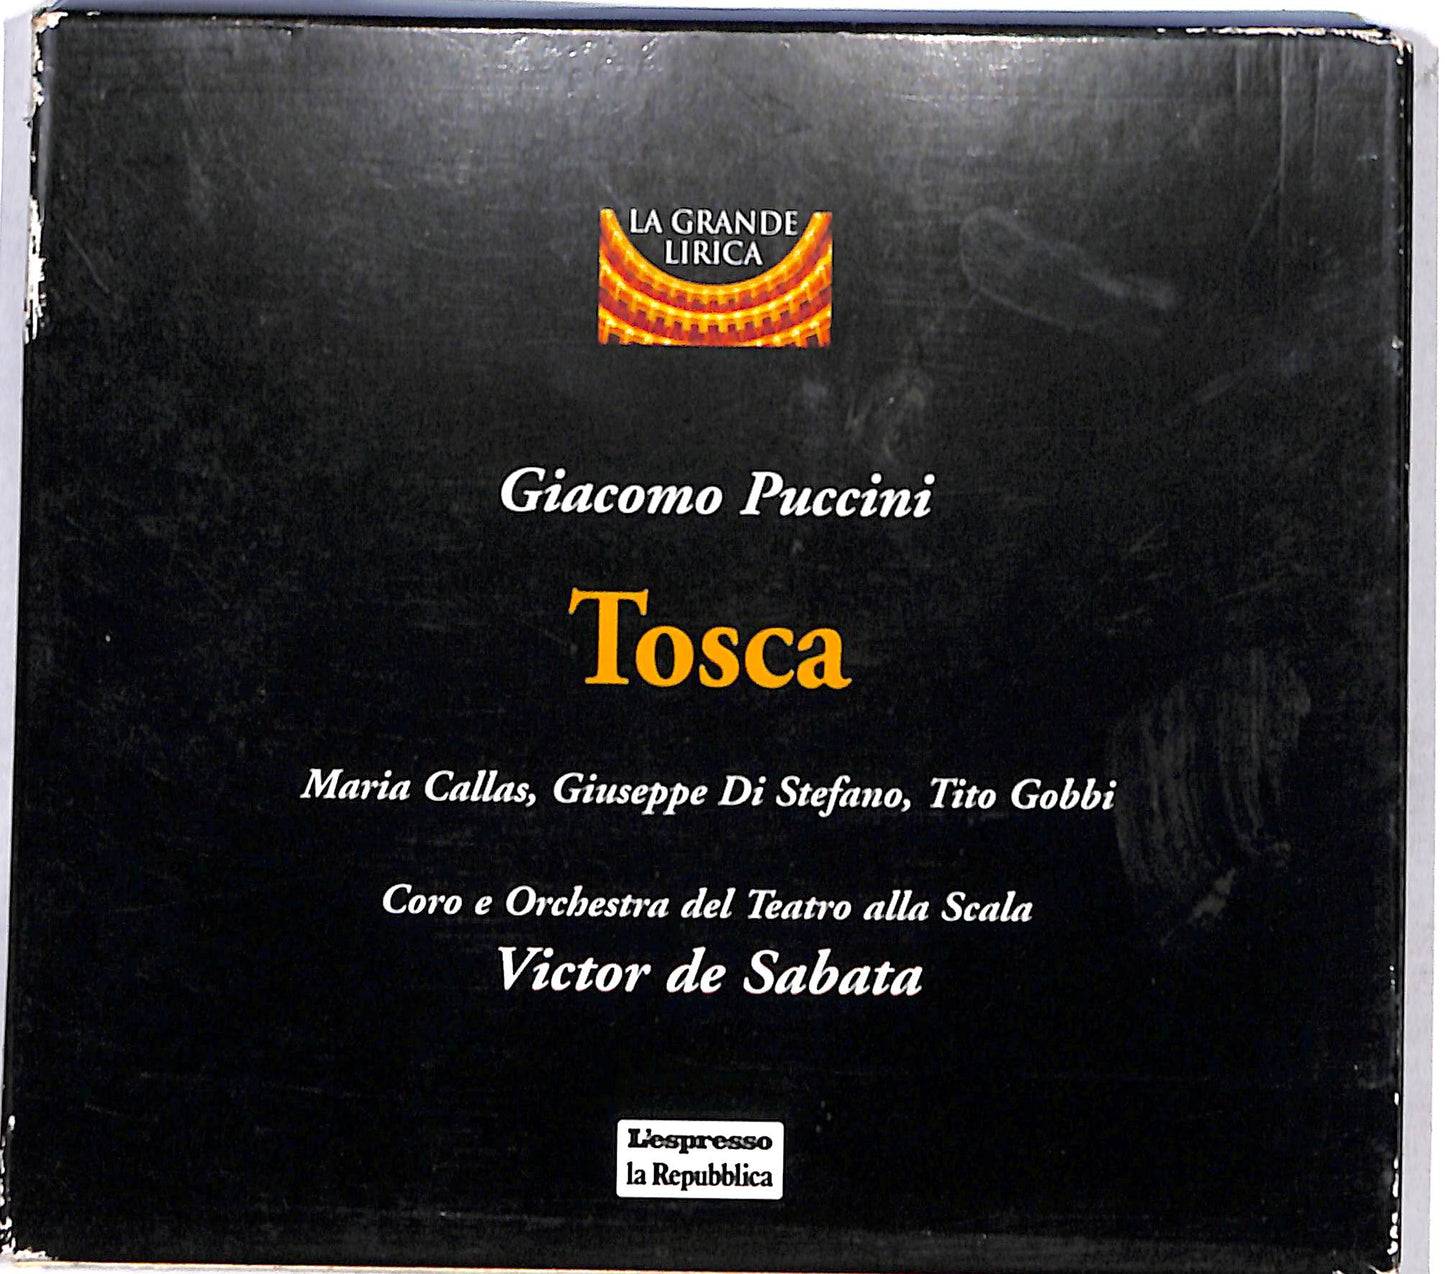 LA GRANDE
LIRICA
Giacomo Puccini
Tosca
Maria Callas, Giuseppe Di Stefano, Tito Gobbi
Coro e Orchestra del Teatro alla Scala
Victor de Sabata
L'espresso
la Repubblica